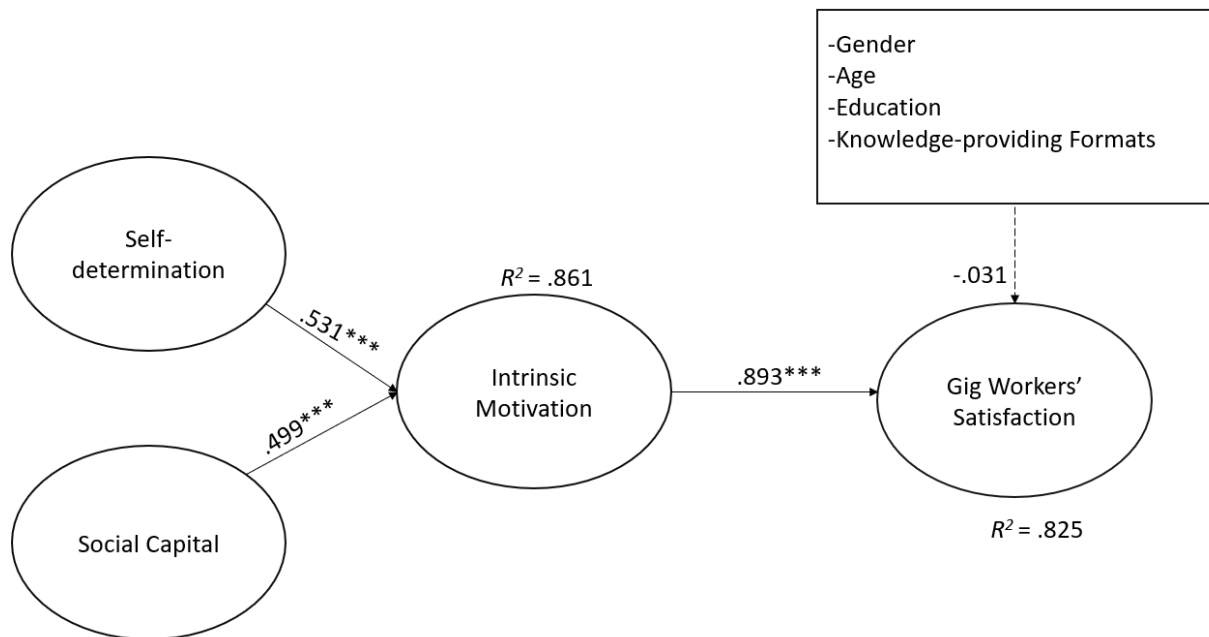 -Gender
-Age
-Education
-Knowledge-providing Formats
Self-
determination
R² = .861
-.031
.531***
Intrinsic
Motivation
.893***
Gig Workers’
Satisfaction
.499***
Social Capital
R² = .825